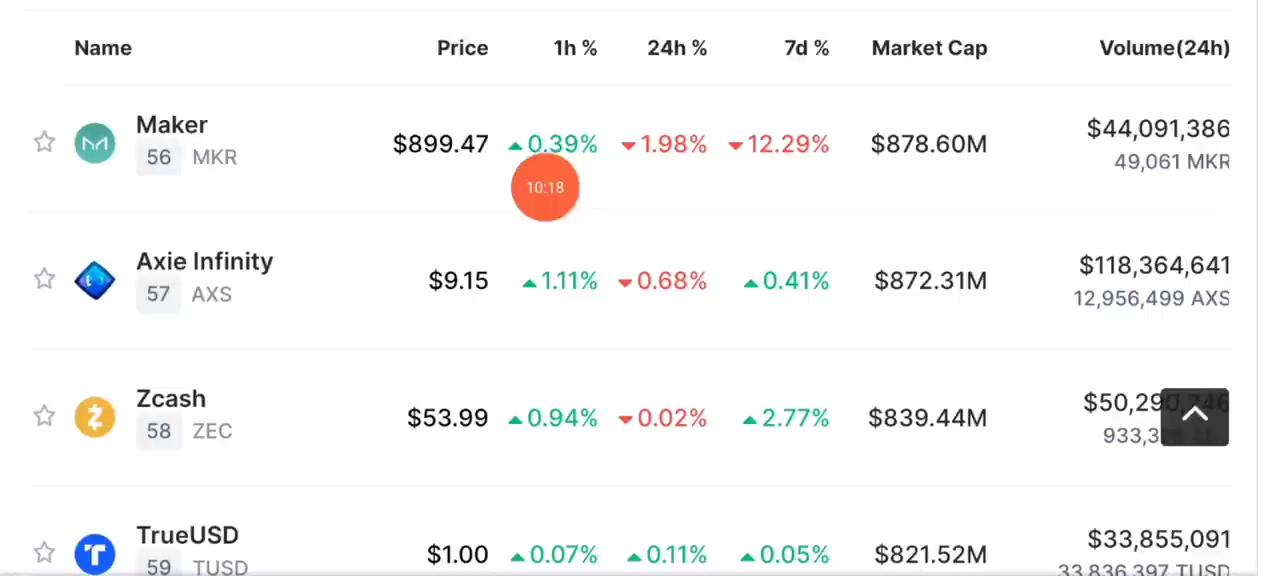 Name Price 1h % 24h % 7d % Market Cap Volume(24h)
Maker
56 MKR
$899.47 0.39% 1.98% 12.29% $878.60M $44,091,386
49,061 MKR
10:18
Axie Infinity
57 AXS
$9.15 1.11% 0.68% 0.41% $872.31M $118,364,641
12,956,499 AXS
Zcash
58 ZEC
$53.99 0.94% 0.02% 2.77% $839.44M
TrueUSD
59 TUSD
$1.00 0.07% 0.11% 0.05% $821.52M $33,855,091
33,836,397 TUSD